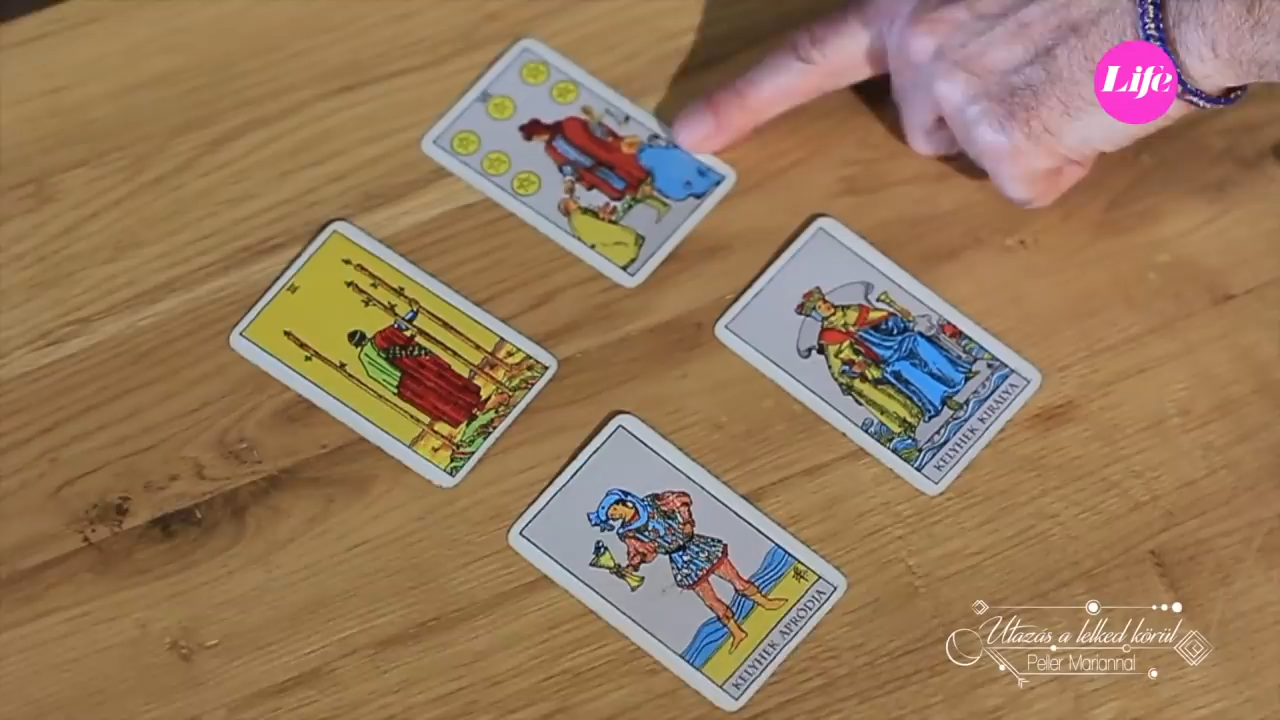 Life
KELYHEK KIRÁLYA
KELYHEK APRÓDJA
Utazás a lelked körül
Peller Mariannal